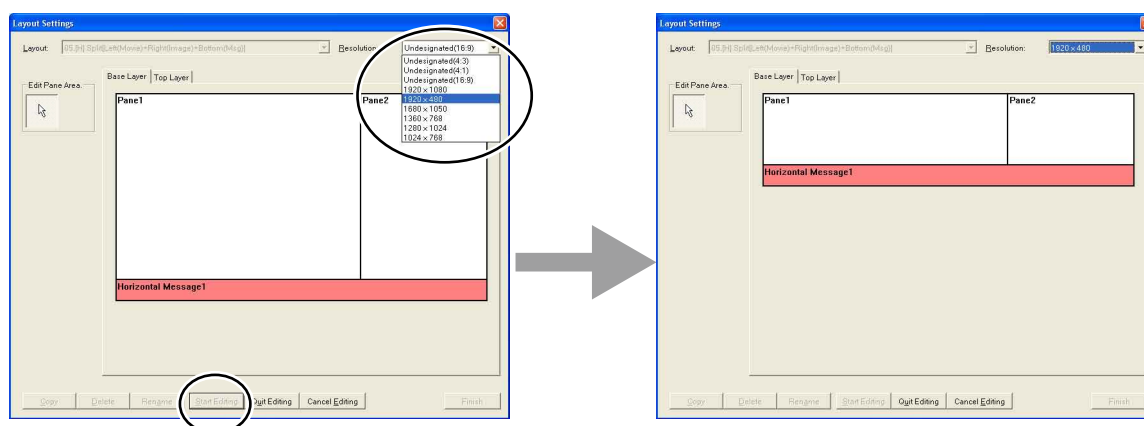 Layout Settings
Layout: 05.[H] Split[Left(Movie)+Right(Image)+Bottom(Msg)] Resolution: Undesignated(16:9)
Undesignated(4:3)
Undesignated(4:1)
Undesignated(16:9)
1920 x 1080
1920 x 480
1680 x 1050
1360 x 768
1280 x 1024
1024 x 768
Edit Pane Area
Base Layer Top Layer
Pane1 Pane2
Horizontal Message1
Copy Delete Rename Start Editing Quit Editing Cancel Editing Finish
Layout Settings
Layout: 05.[H] Split[Left(Movie)+Right(Image)+Bottom(Msg)] Resolution: 1920 x 480
Edit Pane Area
Base Layer Top Layer
Pane1 Pane2
Horizontal Message1
Copy Delete Rename Start Editing Quit Editing Cancel Editing Finish